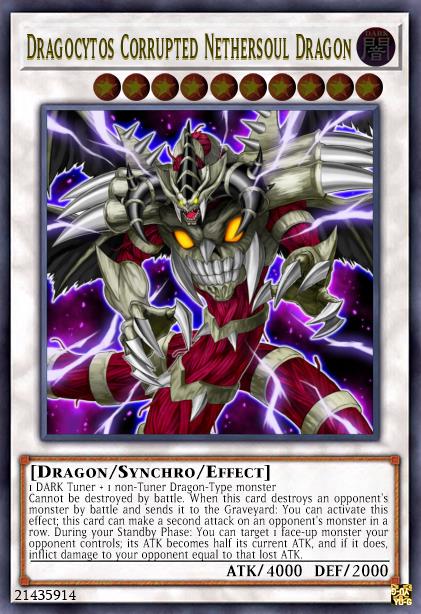 Dragocytos Corrupted Nethersoul Dragon
DARK
闇
[Dragon/Synchro/Effect]
1 DARK Tuner + 1 non-Tuner Dragon-Type monster
Cannot be destroyed by battle. When this card destroys an opponent's
monster by battle and sends it to the Graveyard: You can activate this
effect; this card can make a second attack on an opponent's monster in a
row. During your Standby Phase: You can target 1 face-up monster your
opponent controls; its ATK becomes half its current ATK, and if it does,
inflict damage to your opponent equal to that lost ATK.
ATK/4000 DEF/2000
21435914